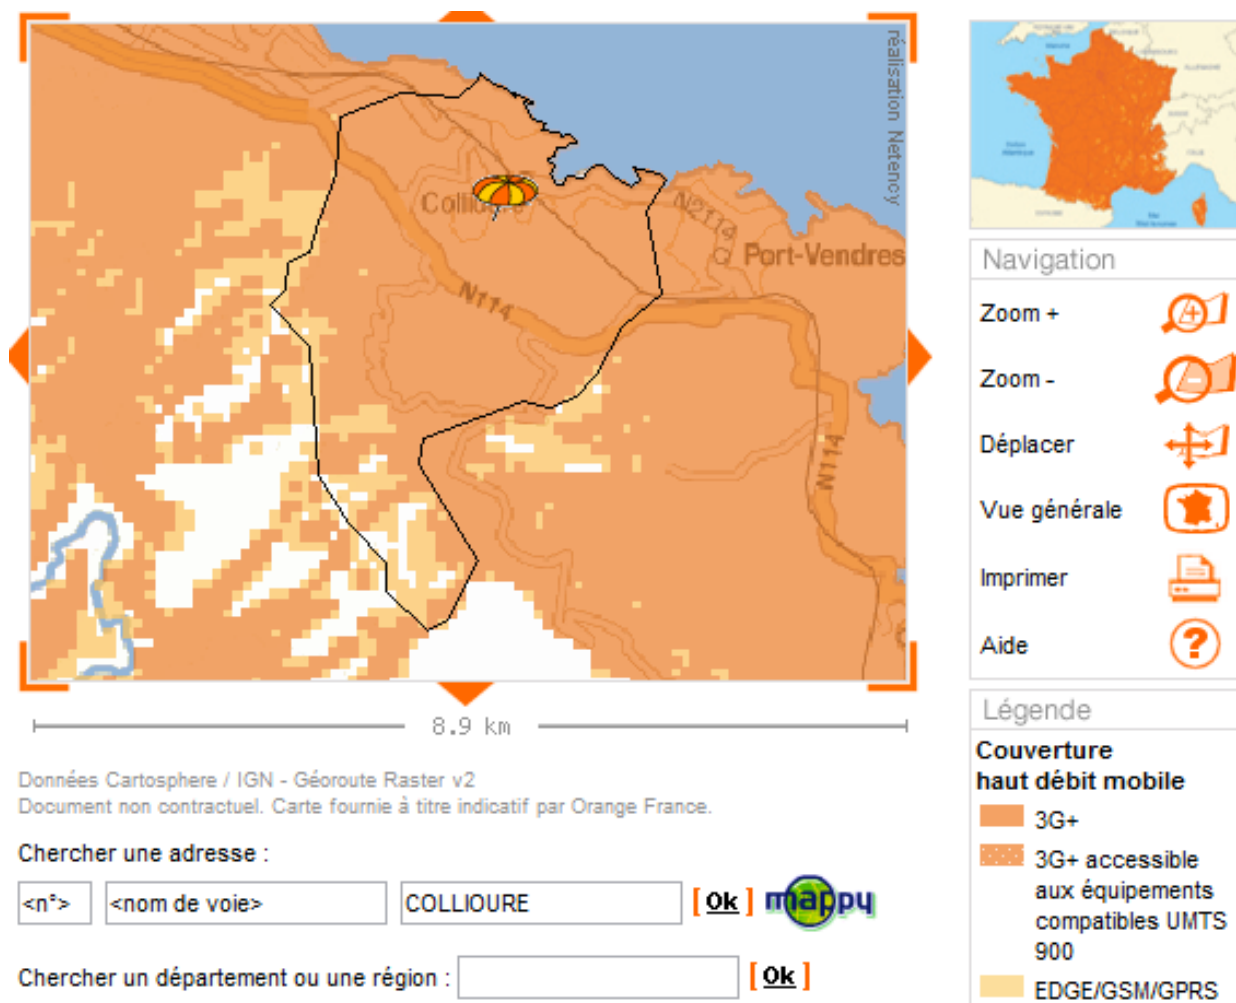 réalisation Netency
Collioure
N2114
Port-Vendres
N114
N114
8.9 km
Données Cartosphere / IGN - Géoroute Raster v2
Document non contractuel. Carte fournie à titre indicatif par Orange France.
Chercher une adresse :
<n°> <nom de voie> COLLIOURE [ Ok ] mappy
Chercher un département ou une région : [ Ok ]
Navigation
Zoom +
Zoom -
Déplacer
Vue générale
Imprimer
Aide
?
Légende
Couverture
haut débit mobile
3G+
3G+ accessible
aux équipements
compatibles UMTS
900
EDGE/GSM/GPRS